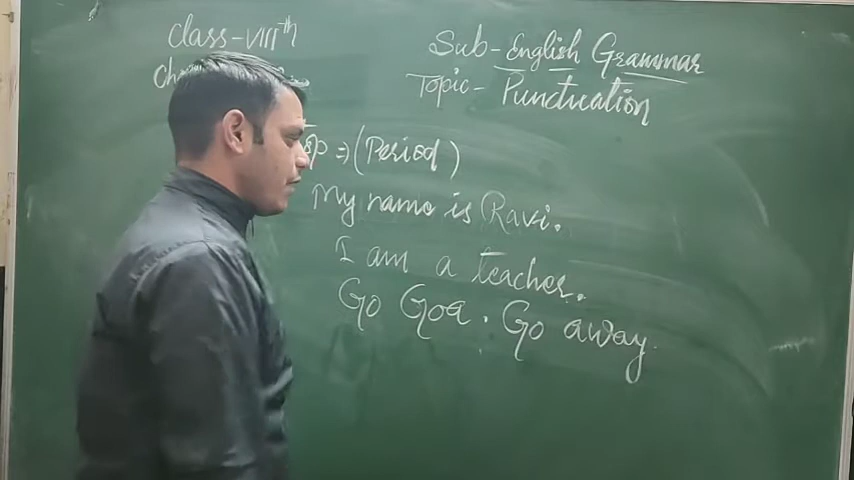 Class-VIIIth
Sub-English Grammar
Topic- Punctuation
(Period)
My name is Ravi.
I am a teacher.
Go Goa. Go away.